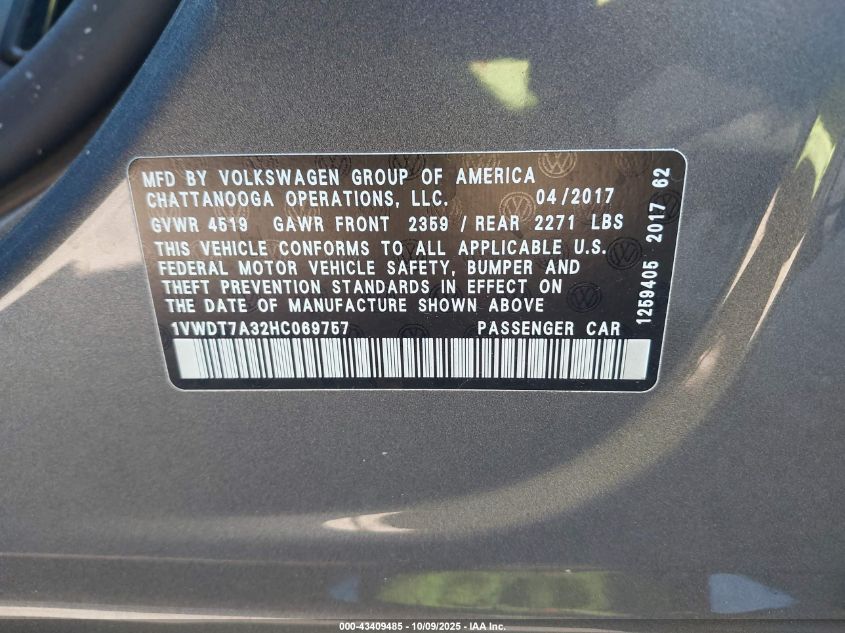 MFD BY VOLKSWAGEN GROUP OF AMERICA
CHATTANOOGA OPERATIONS, LLC. 04/2017
GVWR 4519 GAWR FRONT 2359 / REAR 2271 LBS
THIS VEHICLE CONFORMS TO ALL APPLICABLE U.S.
FEDERAL MOTOR VEHICLE SAFETY, BUMPER AND
THEFT PREVENTION STANDARDS IN EFFECT ON
THE DATE OF MANUFACTURE SHOWN ABOVE
1VWDT7A32HC069757 PASSENGER CAR
1259405 2017 62
000-43409485 - 10/09/2025 - IAA Inc.